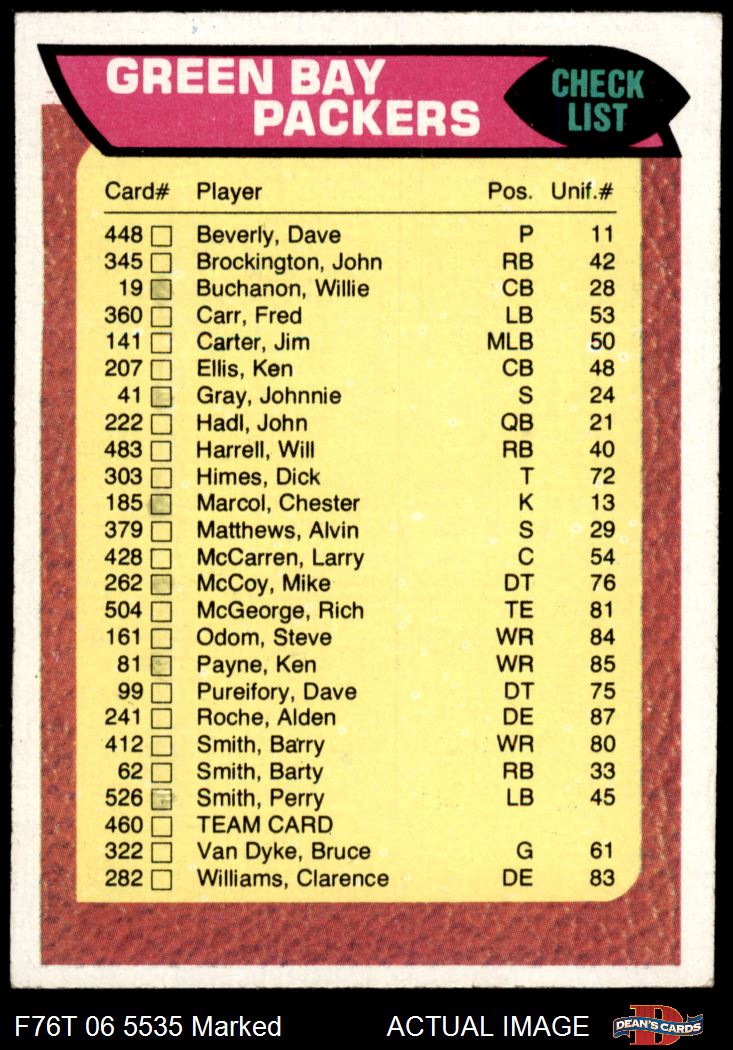 GREEN BAY
PACKERS
CHECK
LIST
Card# Player Pos. Unif.#
448 Beverly, Dave P 11
345 Brockington, John RB 42
19 Buchanon, Willie CB 28
360 Carr, Fred LB 53
141 Carter, Jim MLB 50
207 Ellis, Ken CB 48
41 Gray, Johnnie S 24
222 Hadl, John QB 21
483 Harrell, Will RB 40
303 Himes, Dick T 72
185 Marcol, Chester K 13
379 Matthews, Alvin S 29
428 McCarren, Larry C 54
262 McCoy, Mike DT 76
504 McGeorge, Rich TE 81
161 Odom, Steve WR 84
81 Payne, Ken WR 85
99 Pureifory, Dave DT 75
241 Roche, Alden DE 87
412 Smith, Barry WR 80
62 Smith, Barty RB 33
526 Smith, Perry LB 45
460 TEAM CARD
322 Van Dyke, Bruce G 61
282 Williams, Clarence DE 83
F76T 06 5535 Marked ACTUAL IMAGE DEAN'S CARDS